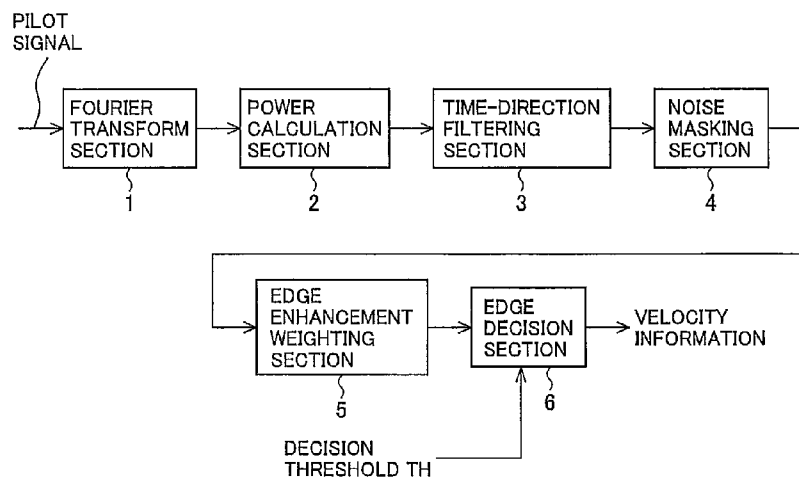 PILOT
SIGNAL
FOURIER
TRANSFORM
SECTION
1
POWER
CALCULATION
SECTION
2
TIME-DIRECTION
FILTERING
SECTION
3
NOISE
MASKING
SECTION
4
EDGE
ENHANCEMENT
WEIGHTING
SECTION
5
EDGE
DECISION
SECTION
6
VELOCITY
INFORMATION
DECISION
THRESHOLD TH